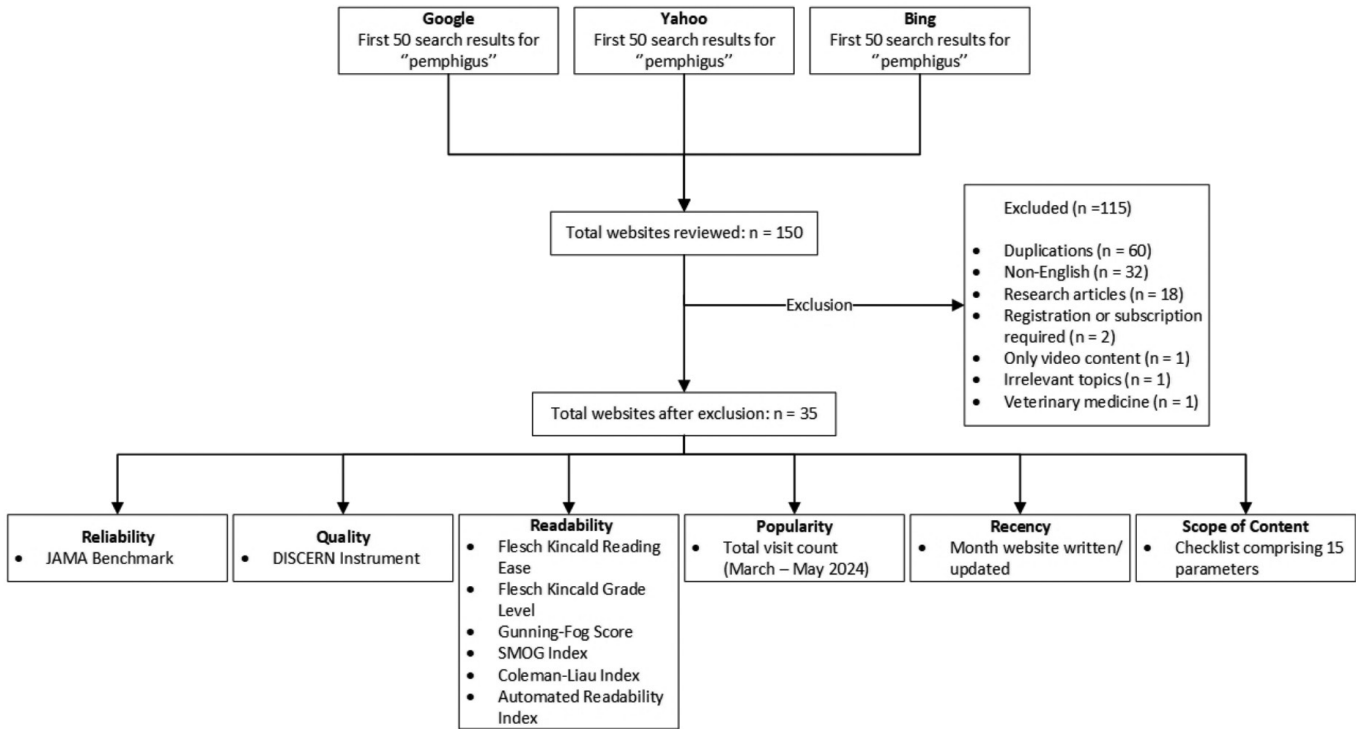 Google
First 50 search results for
“pemphigus”
Yahoo
First 50 search results for
“pemphigus”
Bing
First 50 search results for
“pemphigus”
Total websites reviewed: n = 150
Exclusion
Excluded (n =115)
• Duplications (n = 60)
• Non-English (n = 32)
• Research articles (n = 18)
• Registration or subscription
required (n = 2)
• Only video content (n = 1)
• Irrelevant topics (n = 1)
• Veterinary medicine (n = 1)
Total websites after exclusion: n = 35
Reliability
• JAMA Benchmark
Quality
• DISCERN Instrument
Readability
• Flesch Kincald Reading
Ease
• Flesch Kincald Grade
Level
• Gunning-Fog Score
• SMOG Index
• Coleman-Liau Index
• Automated Readability
Index
Popularity
• Total visit count
(March – May 2024)
Recency
• Month website written/
updated
Scope of Content
• Checklist comprising 15
parameters